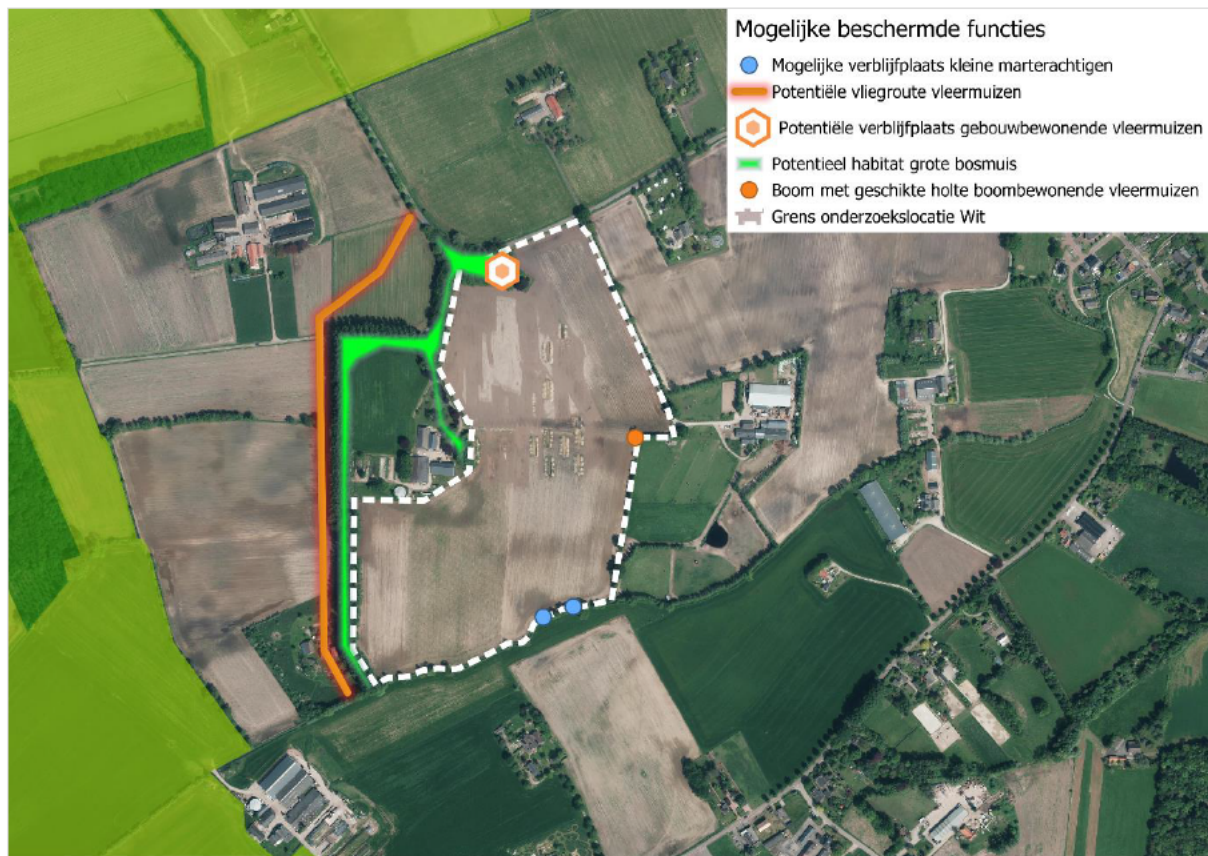 Mogelijke beschermde functies
Mogelijke verblijfplaats kleine marterachtigen
Potentiële vliegroute vleermuizen
Potentiële verblijfplaats gebouwbewonende vleermuizen
Potentieel habitat grote bosmuis
Boom met geschikte holte boombewonende vleermuizen
Grens onderzoekslocatie Wit